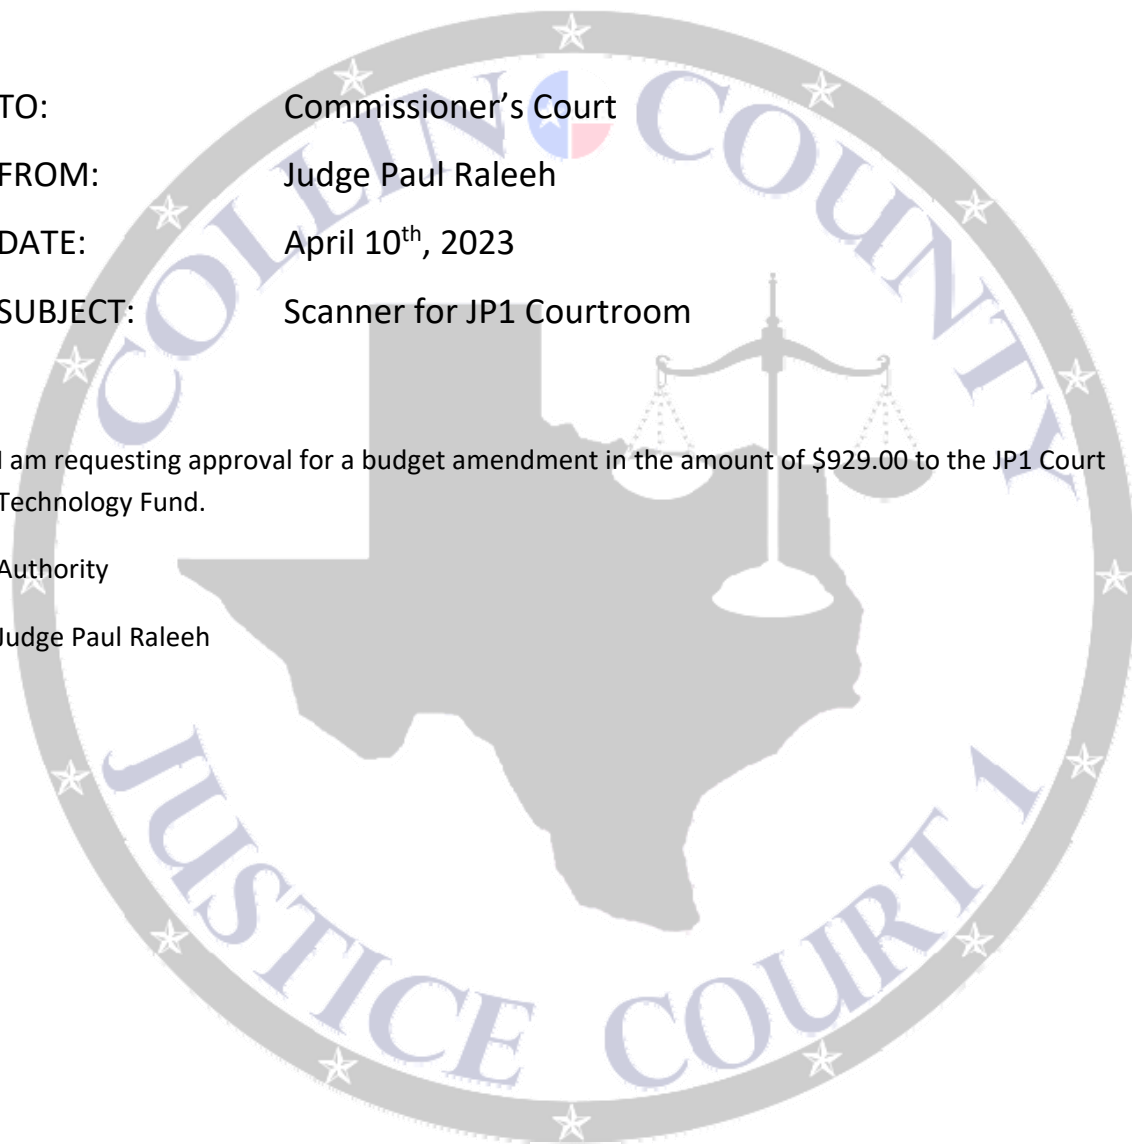 COLLIN COUNTY
TO: Commissioner’s Court
FROM: Judge Paul Raleeh
DATE: April 10th, 2023
SUBJECT: Scanner for JP1 Courtroom
I am requesting approval for a budget amendment in the amount of $929.00 to the JP1 Court
Technology Fund.
Authority
Judge Paul Raleeh
JUSTICE COURT 1